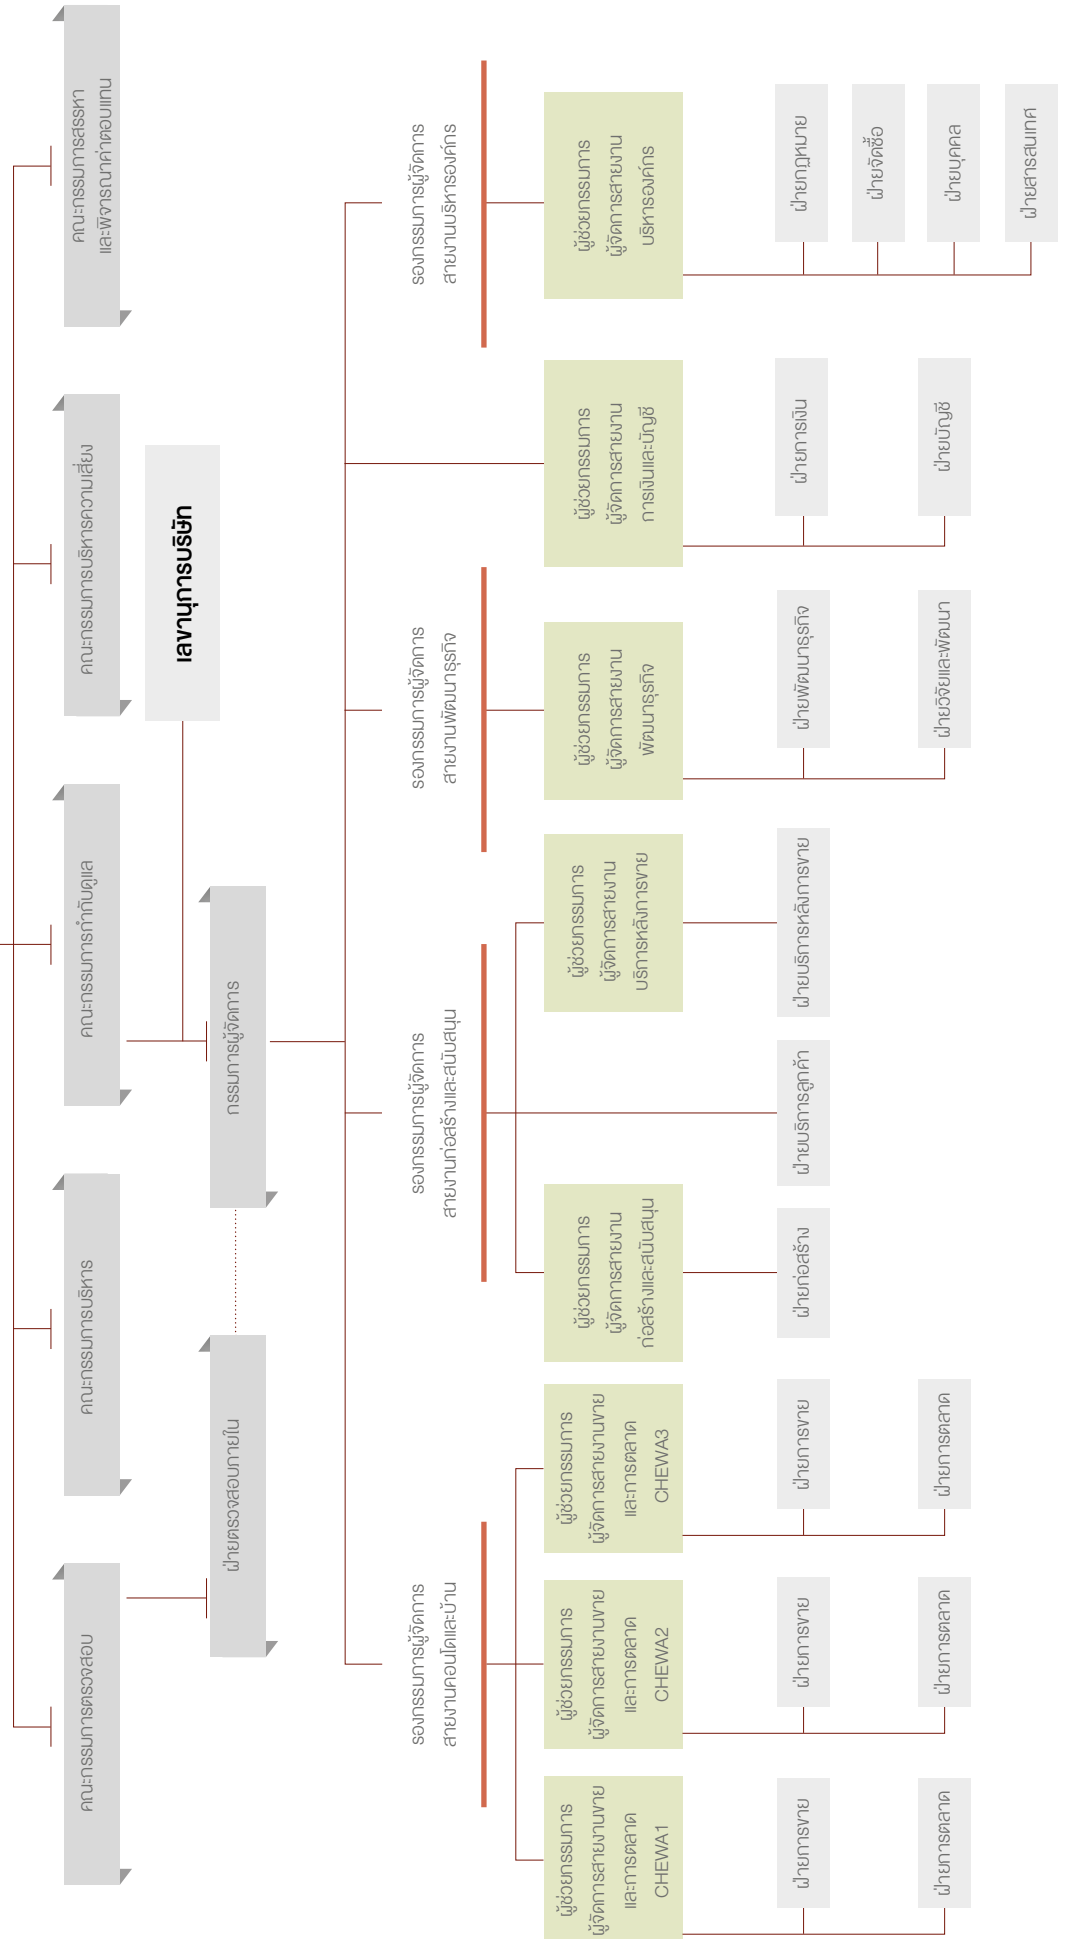 คณะกรรมการตรวจสอบ
คณะกรรมการบริหาร
คณะกรรมการกำกับดูแล
คณะกรรมการบริหารความเสี่ยง
คณะกรรมการสรรหา
และพิจารณาค่าตอบแทน
เลขานุการบริษัท
ฝ่ายตรวจสอบภายใน
กรรมการผู้จัดการ
รองกรรมการผู้จัดการ
สายงานคอนโดและบ้าน
รองกรรมการผู้จัดการ
สายงานก่อสร้างและสนับสนุน
รองกรรมการผู้จัดการ
สายงานพัฒนาธุรกิจ
รองกรรมการผู้จัดการ
สายงานบริหารองค์กร
ผู้ช่วยกรรมการ
ผู้จัดการสายงานขาย
และการตลาด
CHEWA1
ผู้ช่วยกรรมการ
ผู้จัดการสายงานขาย
และการตลาด
CHEWA2
ผู้ช่วยกรรมการ
ผู้จัดการสายงานขาย
และการตลาด
CHEWA3
ผู้ช่วยกรรมการ
ผู้จัดการสายงาน
ก่อสร้างและสนับสนุน
ผู้ช่วยกรรมการ
ผู้จัดการสายงาน
บริการหลังการขาย
ผู้ช่วยกรรมการ
ผู้จัดการสายงาน
พัฒนาธุรกิจ
ผู้ช่วยกรรมการ
ผู้จัดการสายงาน
การเงินและบัญชี
ผู้ช่วยกรรมการ
ผู้จัดการสายงาน
บริหารองค์กร
ฝ่ายการขาย
ฝ่ายการตลาด
ฝ่ายการขาย
ฝ่ายการตลาด
ฝ่ายการขาย
ฝ่ายการตลาด
ฝ่ายก่อสร้าง
ฝ่ายบริการลูกค้า
ฝ่ายบริการหลังการขาย
ฝ่ายพัฒนาธุรกิจ
ฝ่ายวิจัยและพัฒนา
ฝ่ายการเงิน
ฝ่ายบัญชี
ฝ่ายกฎหมาย
ฝ่ายจัดซื้อ
ฝ่ายบุคคล
ฝ่ายสารสนเทศ